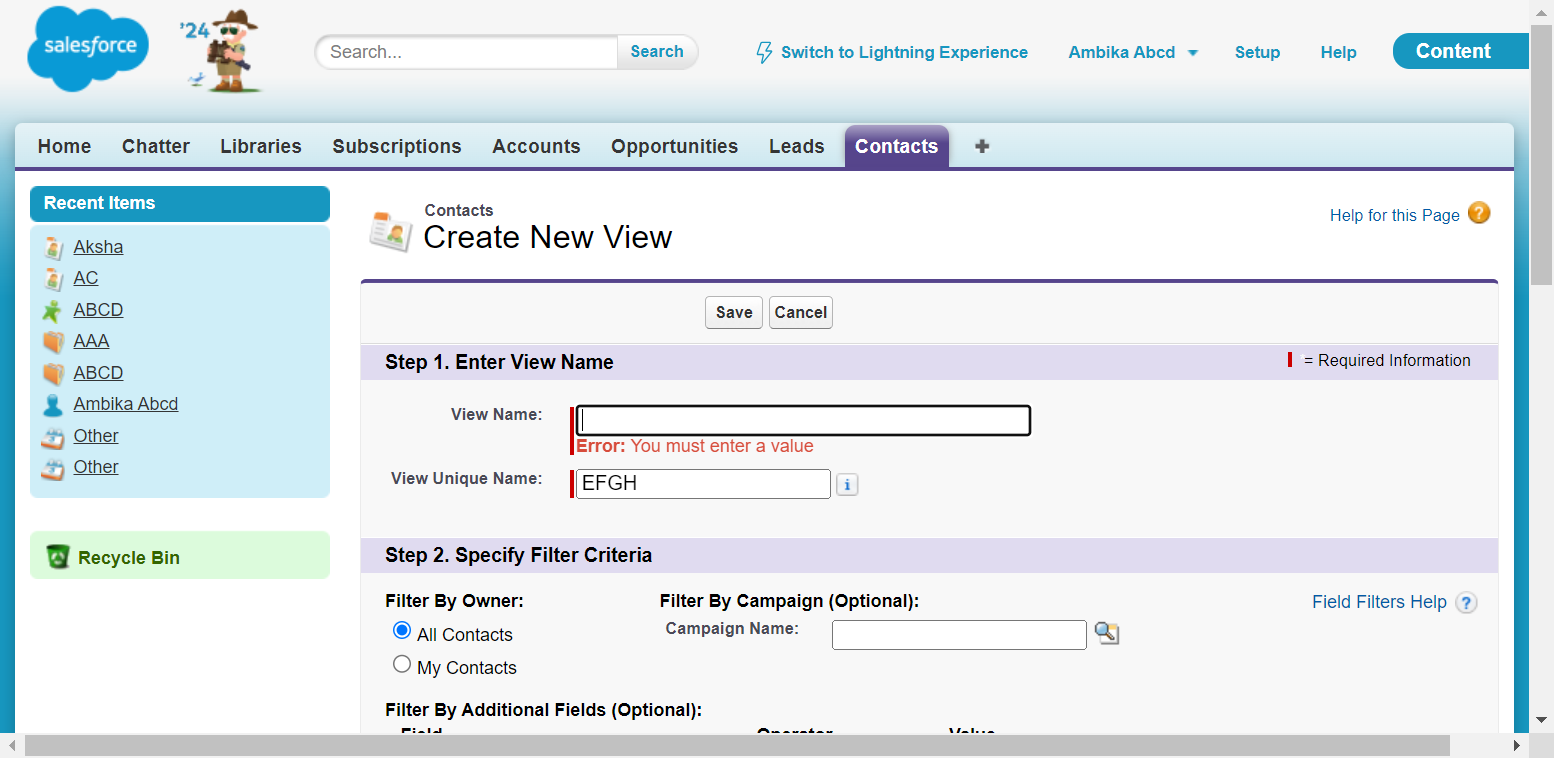 salesforce
'24
Search...
Search
Switch to Lightning Experience
Ambika Abcd
Setup
Help
Content
Home
Chatter
Libraries
Subscriptions
Accounts
Opportunities
Leads
Contacts
Recent Items
Aksha
AC
ABCD
AAA
ABCD
Ambika Abcd
Other
Other
Recycle Bin
Contacts
Create New View
Help for this Page
Save
Cancel
Step 1. Enter View Name
= Required Information
View Name:
Error: You must enter a value
View Unique Name:
EFGH
Step 2. Specify Filter Criteria
Filter By Owner:
All Contacts
My Contacts
Filter By Campaign (Optional):
Campaign Name:
Field Filters Help
Filter By Additional Fields (Optional):
Field
Operator
Value